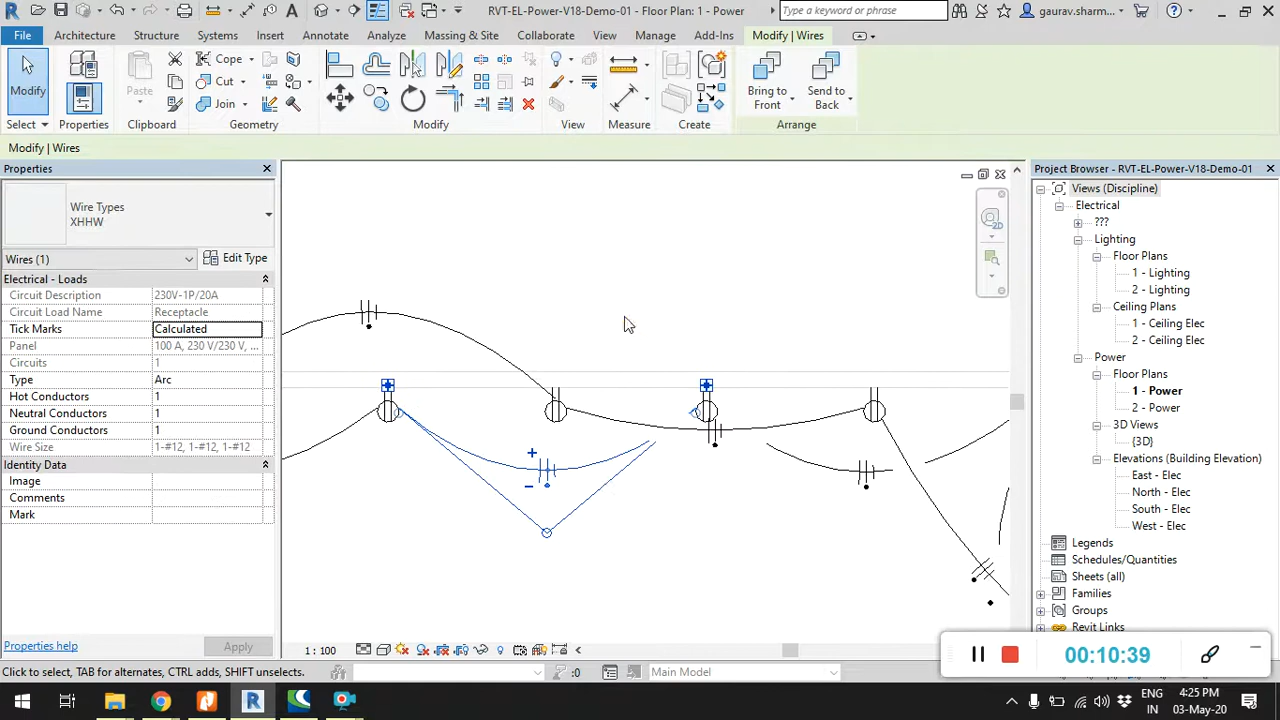 RVT-EL-Power-V18-Demo-01 - Floor Plan: 1 - Power
Type a keyword or phrase
gaurav.sharm...
File Architecture Structure Systems Insert Annotate Analyze Massing & Site Collaborate View Manage Add-Ins Modify | Wires
Modify
Paste
Cope
Cut
Join
Bring to Front
Send to Back
Select Properties Clipboard Geometry Modify View Measure Create Arrange
Modify | Wires
Properties
Wire Types
XHHW
Wires (1)
Edit Type
Electrical - Loads
Circuit Description 230V-1P/20A
Circuit Load Name Receptacle
Tick Marks Calculated
Panel 100 A, 230 V/230 V, ...
Circuits 1
Type Arc
Hot Conductors 1
Neutral Conductors 1
Ground Conductors 1
Wire Size 1-#12, 1-#12, 1-#12
Identity Data
Image
Comments
Mark
Properties help
Apply
2D
1 : 100
Project Browser - RVT-EL-Power-V18-Demo-01
Views (Discipline)
Electrical
???
Lighting
Floor Plans
1 - Lighting
2 - Lighting
Ceiling Plans
1 - Ceiling Elec
2 - Ceiling Elec
Power
Floor Plans
1 - Power
2 - Power
3D Views
{3D}
Elevations (Building Elevation)
East - Elec
North - Elec
South - Elec
West - Elec
Legends
Schedules/Quantities
Sheets (all)
Families
Groups
Revit Links
00:10:39
Click to select, TAB for alternates, CTRL adds, SHIFT unselects.
:0
Main Model
ENG
IN
4:25 PM
03-May-20